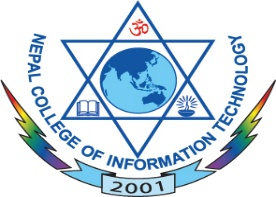 ॐ
NEPAL COLLEGE OF INFORMATION TECHNOLOGY
2001